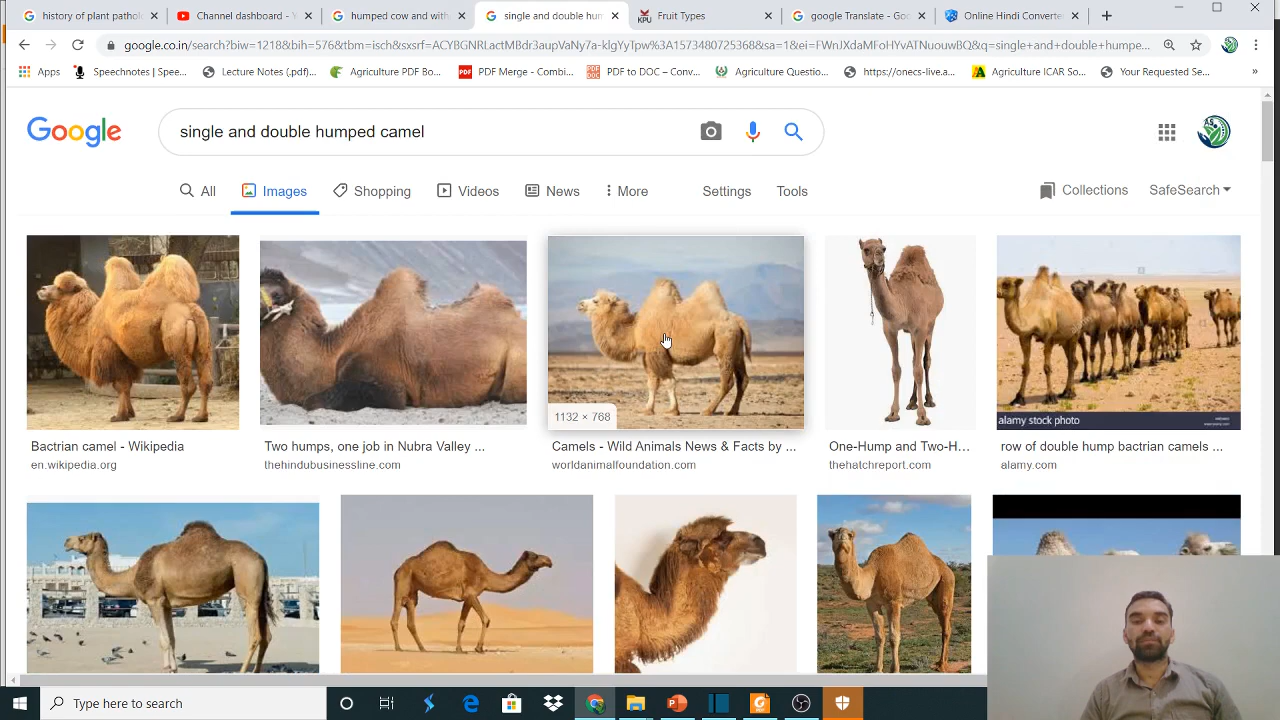 history of plant pathol
Channel dashboard - Y
humped cow and with
single and double hum
Fruit Types
google Translate - Goo
Online Hindi Converte
google.co.in/search?biw=1218&bih=576&tbm=isch&sxsrf=ACYBGNRLactMBdr3aupVaNy7a-klgYyTpw%3A1573480725368&sa=1&ei=FWnJXdaMFoHYvATNuouwBQ&q=single+and+double+humpe...
Apps
Speechnotes | Spee...
Lecture Notes (.pdf)...
Agriculture PDF Bo...
PDF PDF Merge - Combi...
PDF DOC PDF to DOC – Conv...
Agriculture Questio...
https://onecs-live.a...
Agriculture ICAR So...
Your Requested Se...
»
Google
single and double humped camel
All
Images
Shopping
Videos
News
More
Settings
Tools
Collections
SafeSearch
1132 × 768
alamy stock photo
Bactrian camel - Wikipedia
en.wikipedia.org
Two humps, one job in Nubra Valley ...
thehindubusinessline.com
Camels - Wild Animals News & Facts by ...
worldanimalfoundation.com
One-Hump and Two-H...
thehatchreport.com
row of double hump bactrian camels ...
alamy.com
Type here to search